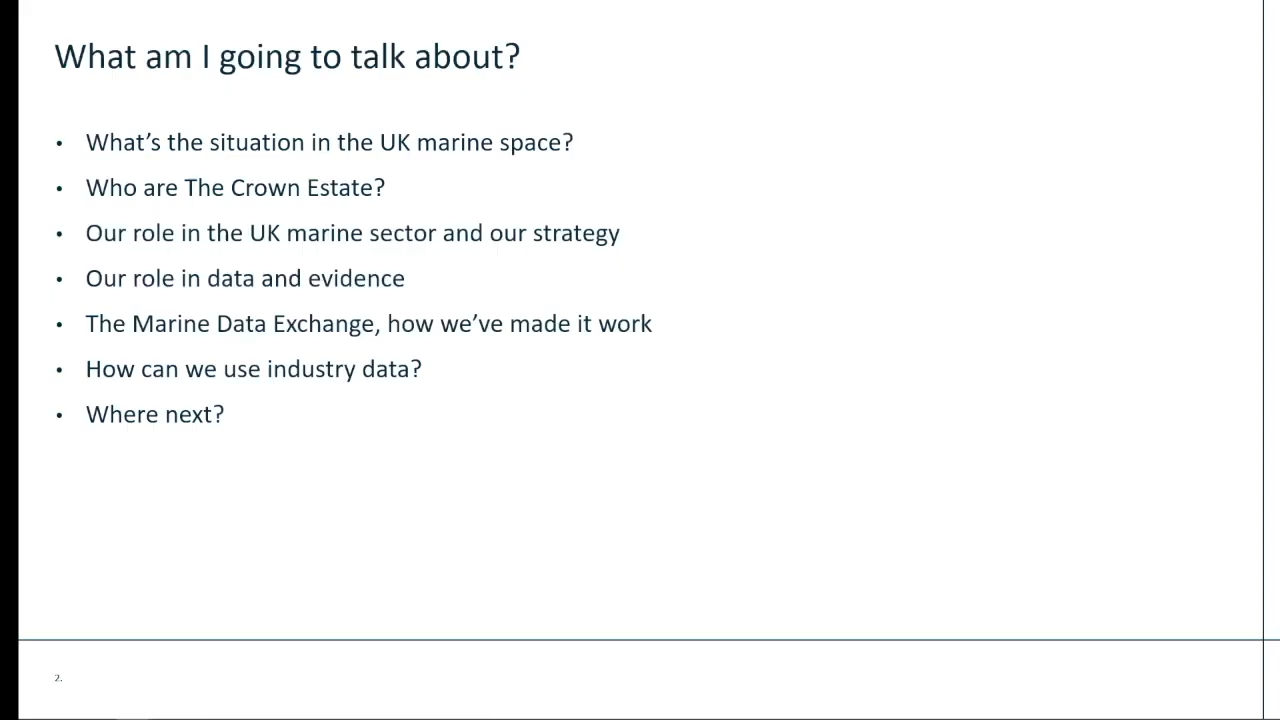 What am I going to talk about?
• What’s the situation in the UK marine space?
• Who are The Crown Estate?
• Our role in the UK marine sector and our strategy
• Our role in data and evidence
• The Marine Data Exchange, how we’ve made it work
• How can we use industry data?
• Where next?
2.